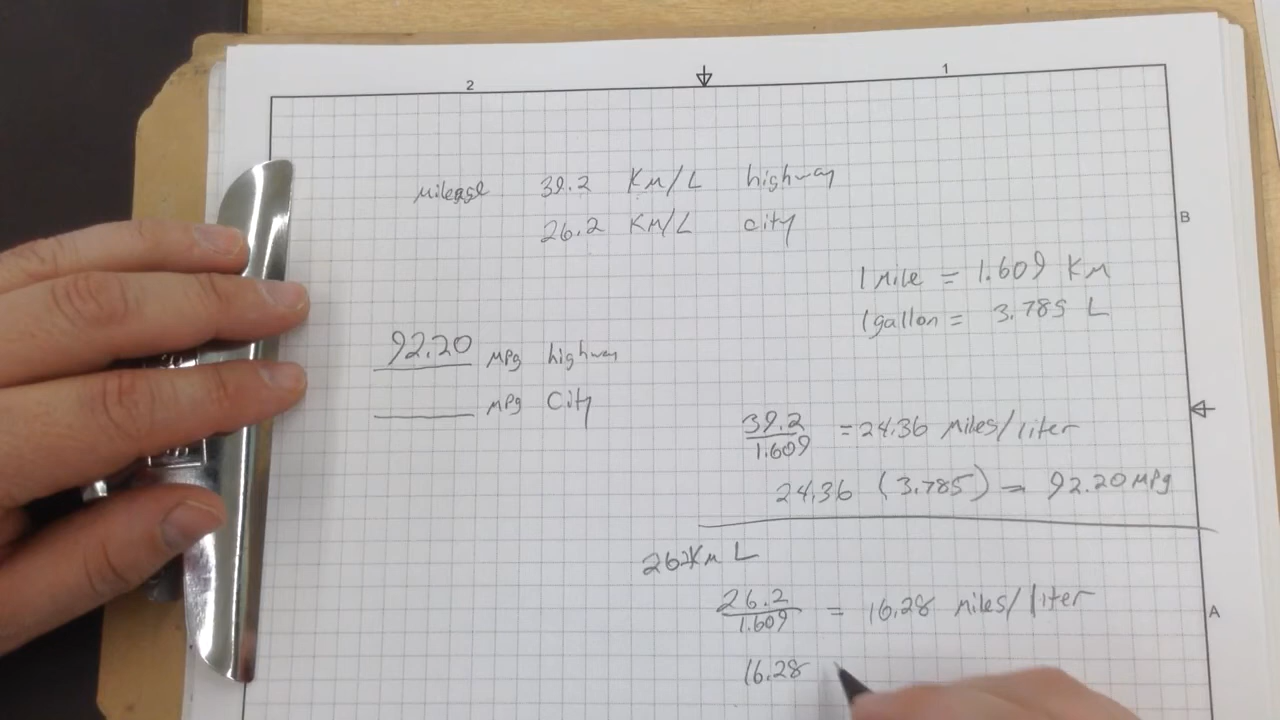 2 1
mileage 39.2 KM/L highway
26.2 KM/L city
B
1 mile = 1.609 KM
1 gallon = 3.785 L
92.20 MPg highway
MPg City
39.2 / 1.609 = 24.36 miles/liter
24.36 (3.785) = 92.20 MPg
26.2 KM L
26.2 / 1.609 = 16.28 miles/liter
A
16.28